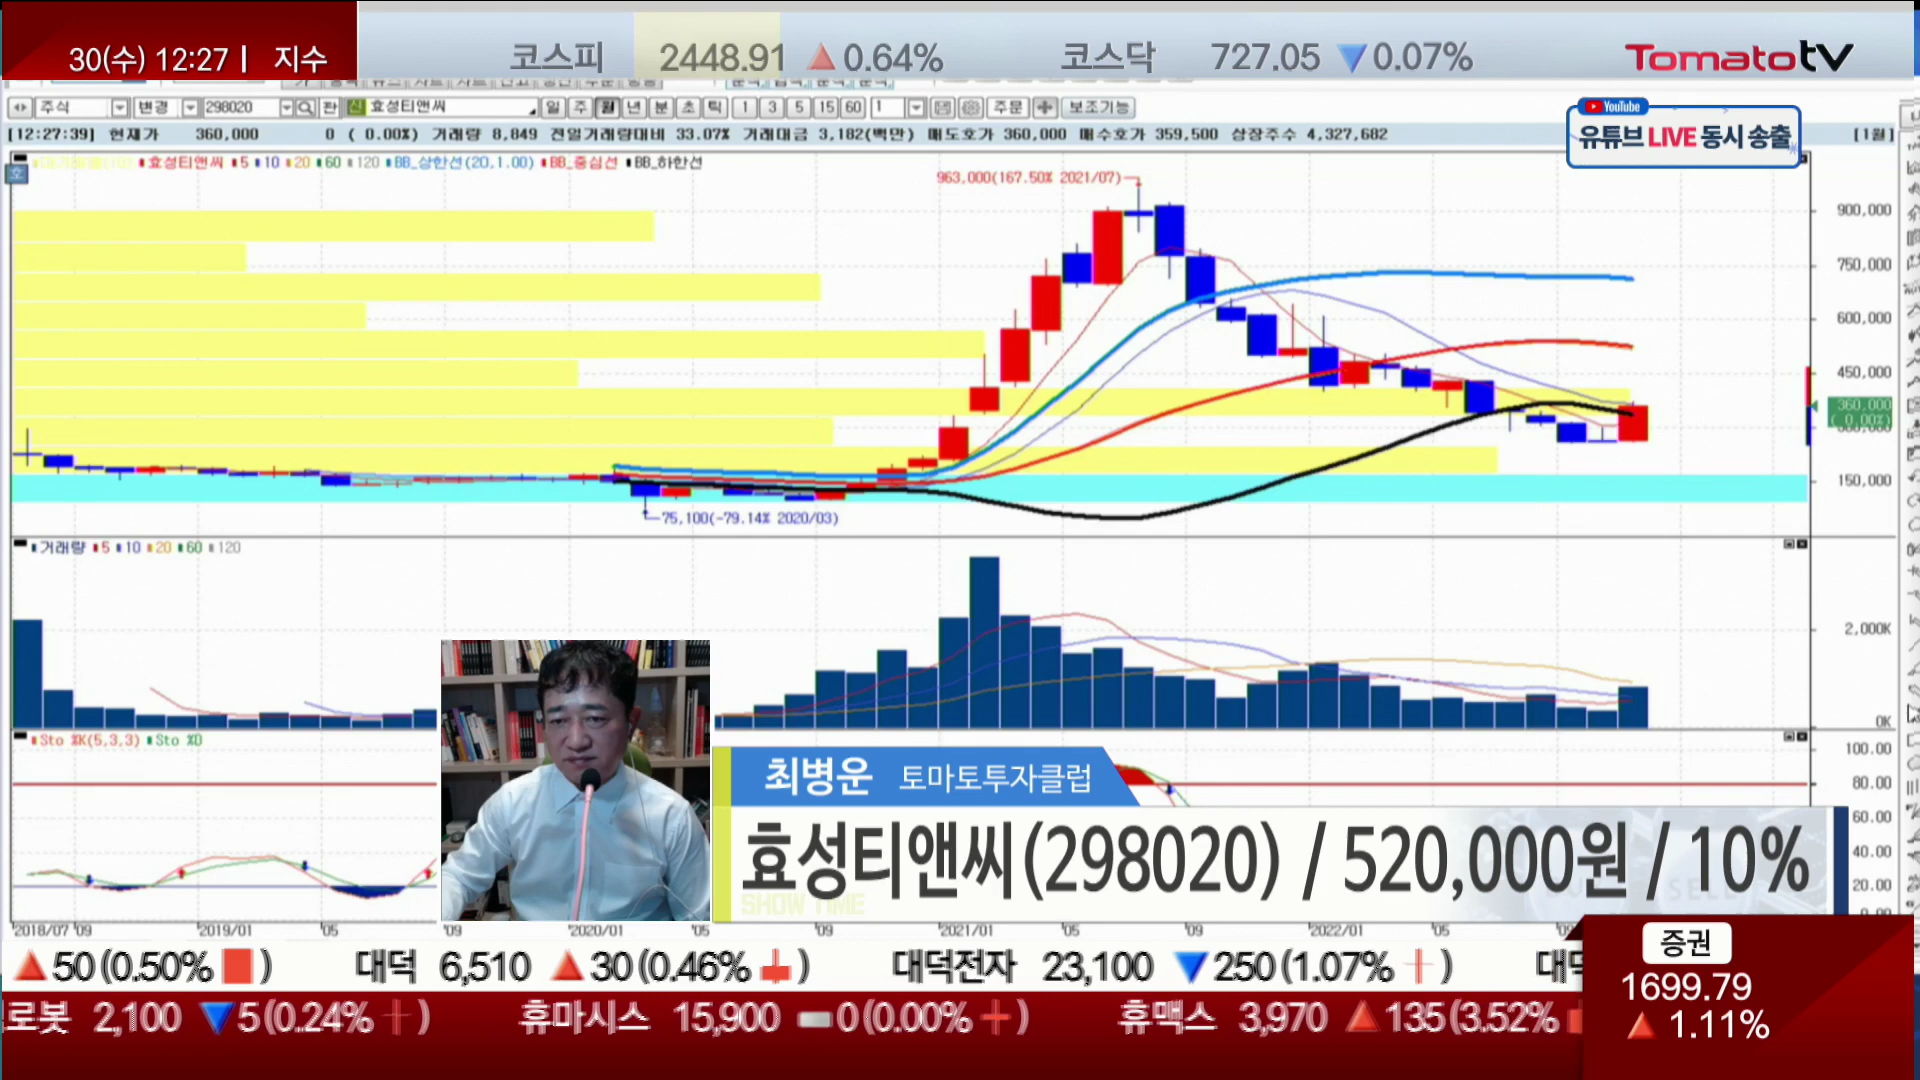 30(수) 12:27 | 지수
코스피 2448.91 ▲ 0.64% 코스닥 727.05 ▼ 0.07%
Tomato tv
주식 변경 298020 판 신 효성티앤씨 일 주 월 년 분 초 틱 1 3 5 15 60 1 주문 보조기능
YouTube
유튜브 LIVE 동시 송출
[12:27:39] 현재가 360,000 0 ( 0.00%) 거래량 8,849 전일거래량대비 33.07% 거래대금 3,182(백만) 매도호가 360,000 매수호가 359,500 상장주수 4,327,682 [1월]
효성티앤씨 5 10 20 60 120 BB_상한선(20,1.00) BB_중심선 BB_하한선
963,000(167.50% 2021/07)
900,000
750,000
600,000
450,000
360,000
( 0.00%)
300,000
150,000
75,100(-79.14% 2020/03)
거래량 5 10 20 60 120
2,000K
0K
Sto %K(5,3,3) Sto %D
100.00
80.00
60.00
40.00
20.00
0.00
최병운 토마토투자클럽
효성티앤씨(298020) / 520,000원 / 10%
SHOW TIME
2018/07 09 2019/01 05 09 2020/01 05 09 2021/01 05 09 2022/01 05
▲ 50(0.50% ) 대덕 6,510 ▲ 30(0.46% ) 대덕전자 23,100 ▼ 250(1.07% ) 대덕
증권
1699.79
▲ 1.11%
로봇 2,100 ▼ 5(0.24% ) 휴마시스 15,900 0(0.00% ) 휴맥스 3,970 ▲ 135(3.52%